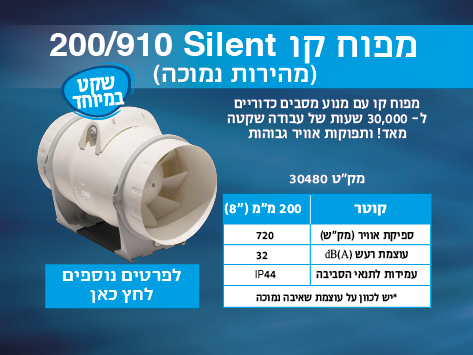 מפוח קו 200/910 Silent
(מהירות נמוכה)
שקט
במיוחד
מפוח קו עם מנוע מסבים כדוריים
ל- 30,000 שעות של עבודה שקטה
מאד! ותפוקות אוויר גבוהות
מק"ט 30480
קוטר 200 מ"מ ("8)
ספיקת אוויר (מק"ש) 720
עוצמת רעש dB(A) 32
עמידות לתנאי הסביבה IP44
*יש לכוון על עוצמת שאיבה נמוכה
לפרטים נוספים
לחץ כאן